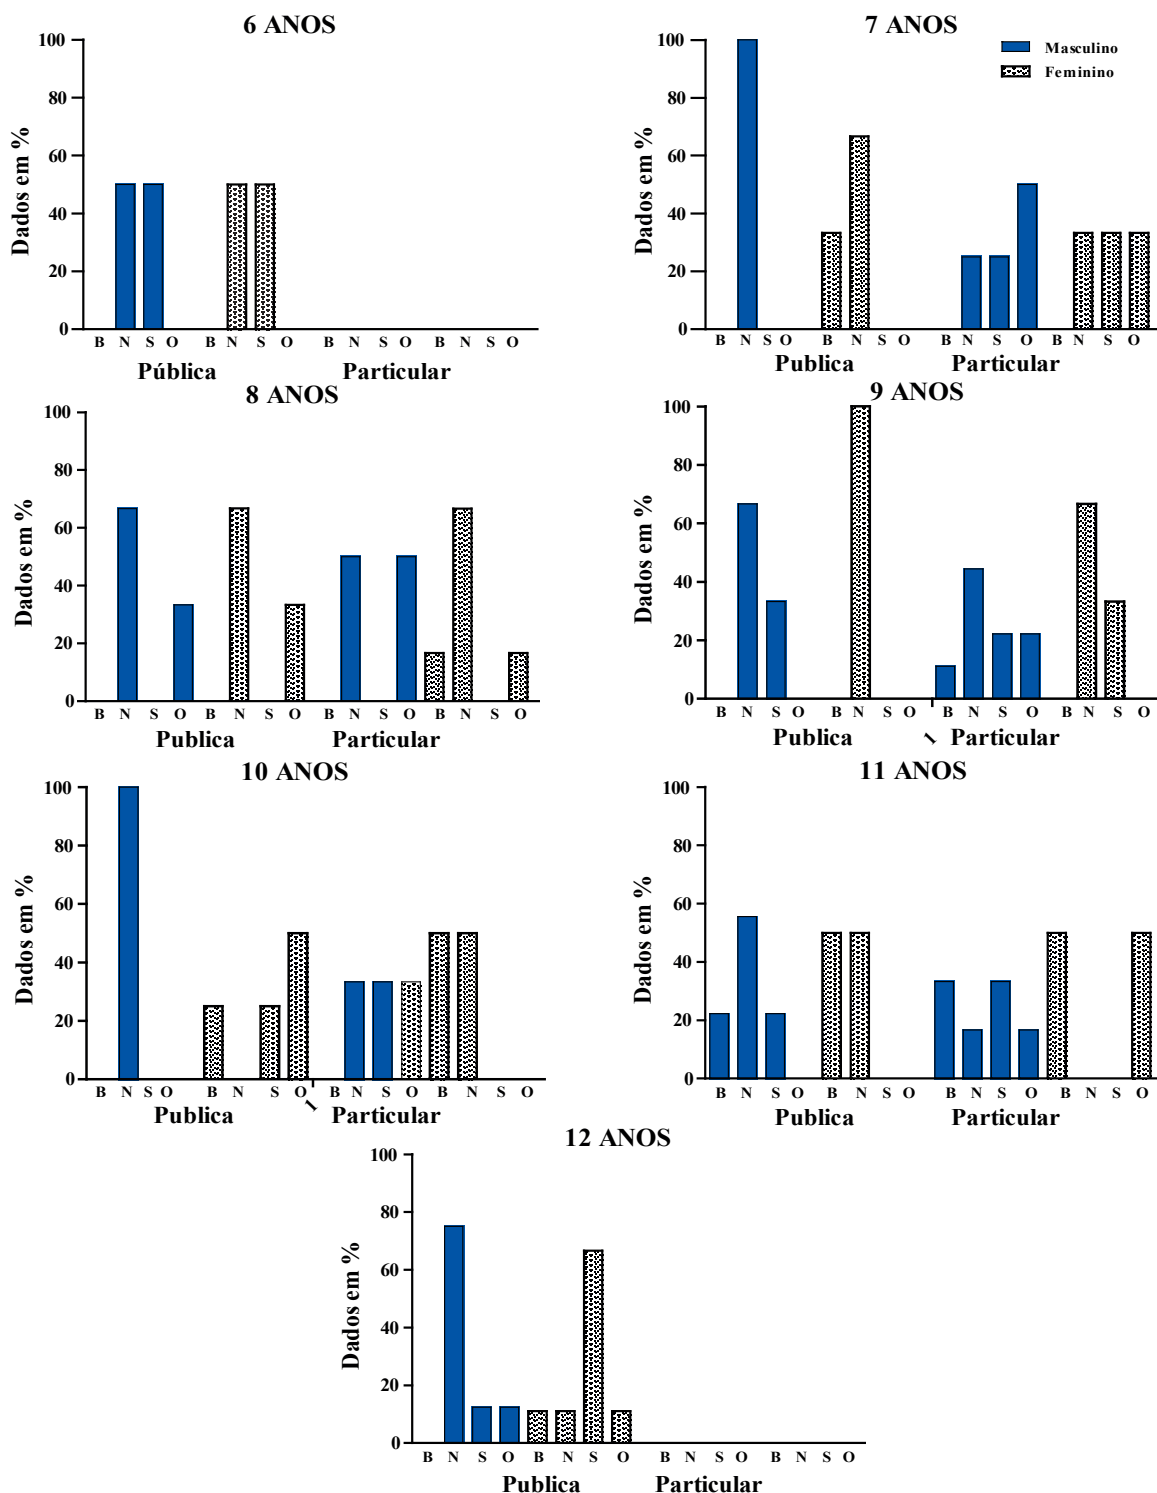 6 ANOS
100
80
60
40
20
0
Dados em %
B N S O B N S O B N S O B N S O
Pública Particular
7 ANOS
Masculino
Feminino
100
80
60
40
20
0
Dados em %
B N S O B N S O B N S O B N S O
Publica Particular
8 ANOS
100
80
60
40
20
0
Dados em %
B N S O B N S O B N S O B N S O
Publica Particular
9 ANOS
100
80
60
40
20
0
Dados em %
B N S O B N S O B N S O B N S O
Publica 1 Particular
10 ANOS
100
80
60
40
20
0
Dados em %
B N S O B N S O B N S O B N S O
Publica 1 Particular
11 ANOS
100
80
60
40
20
0
Dados em %
B N S O B N S O B N S O B N S O
Publica Particular
12 ANOS
100
80
60
40
20
0
Dados em %
B N S O B N S O B N S O B N S O
Publica Particular